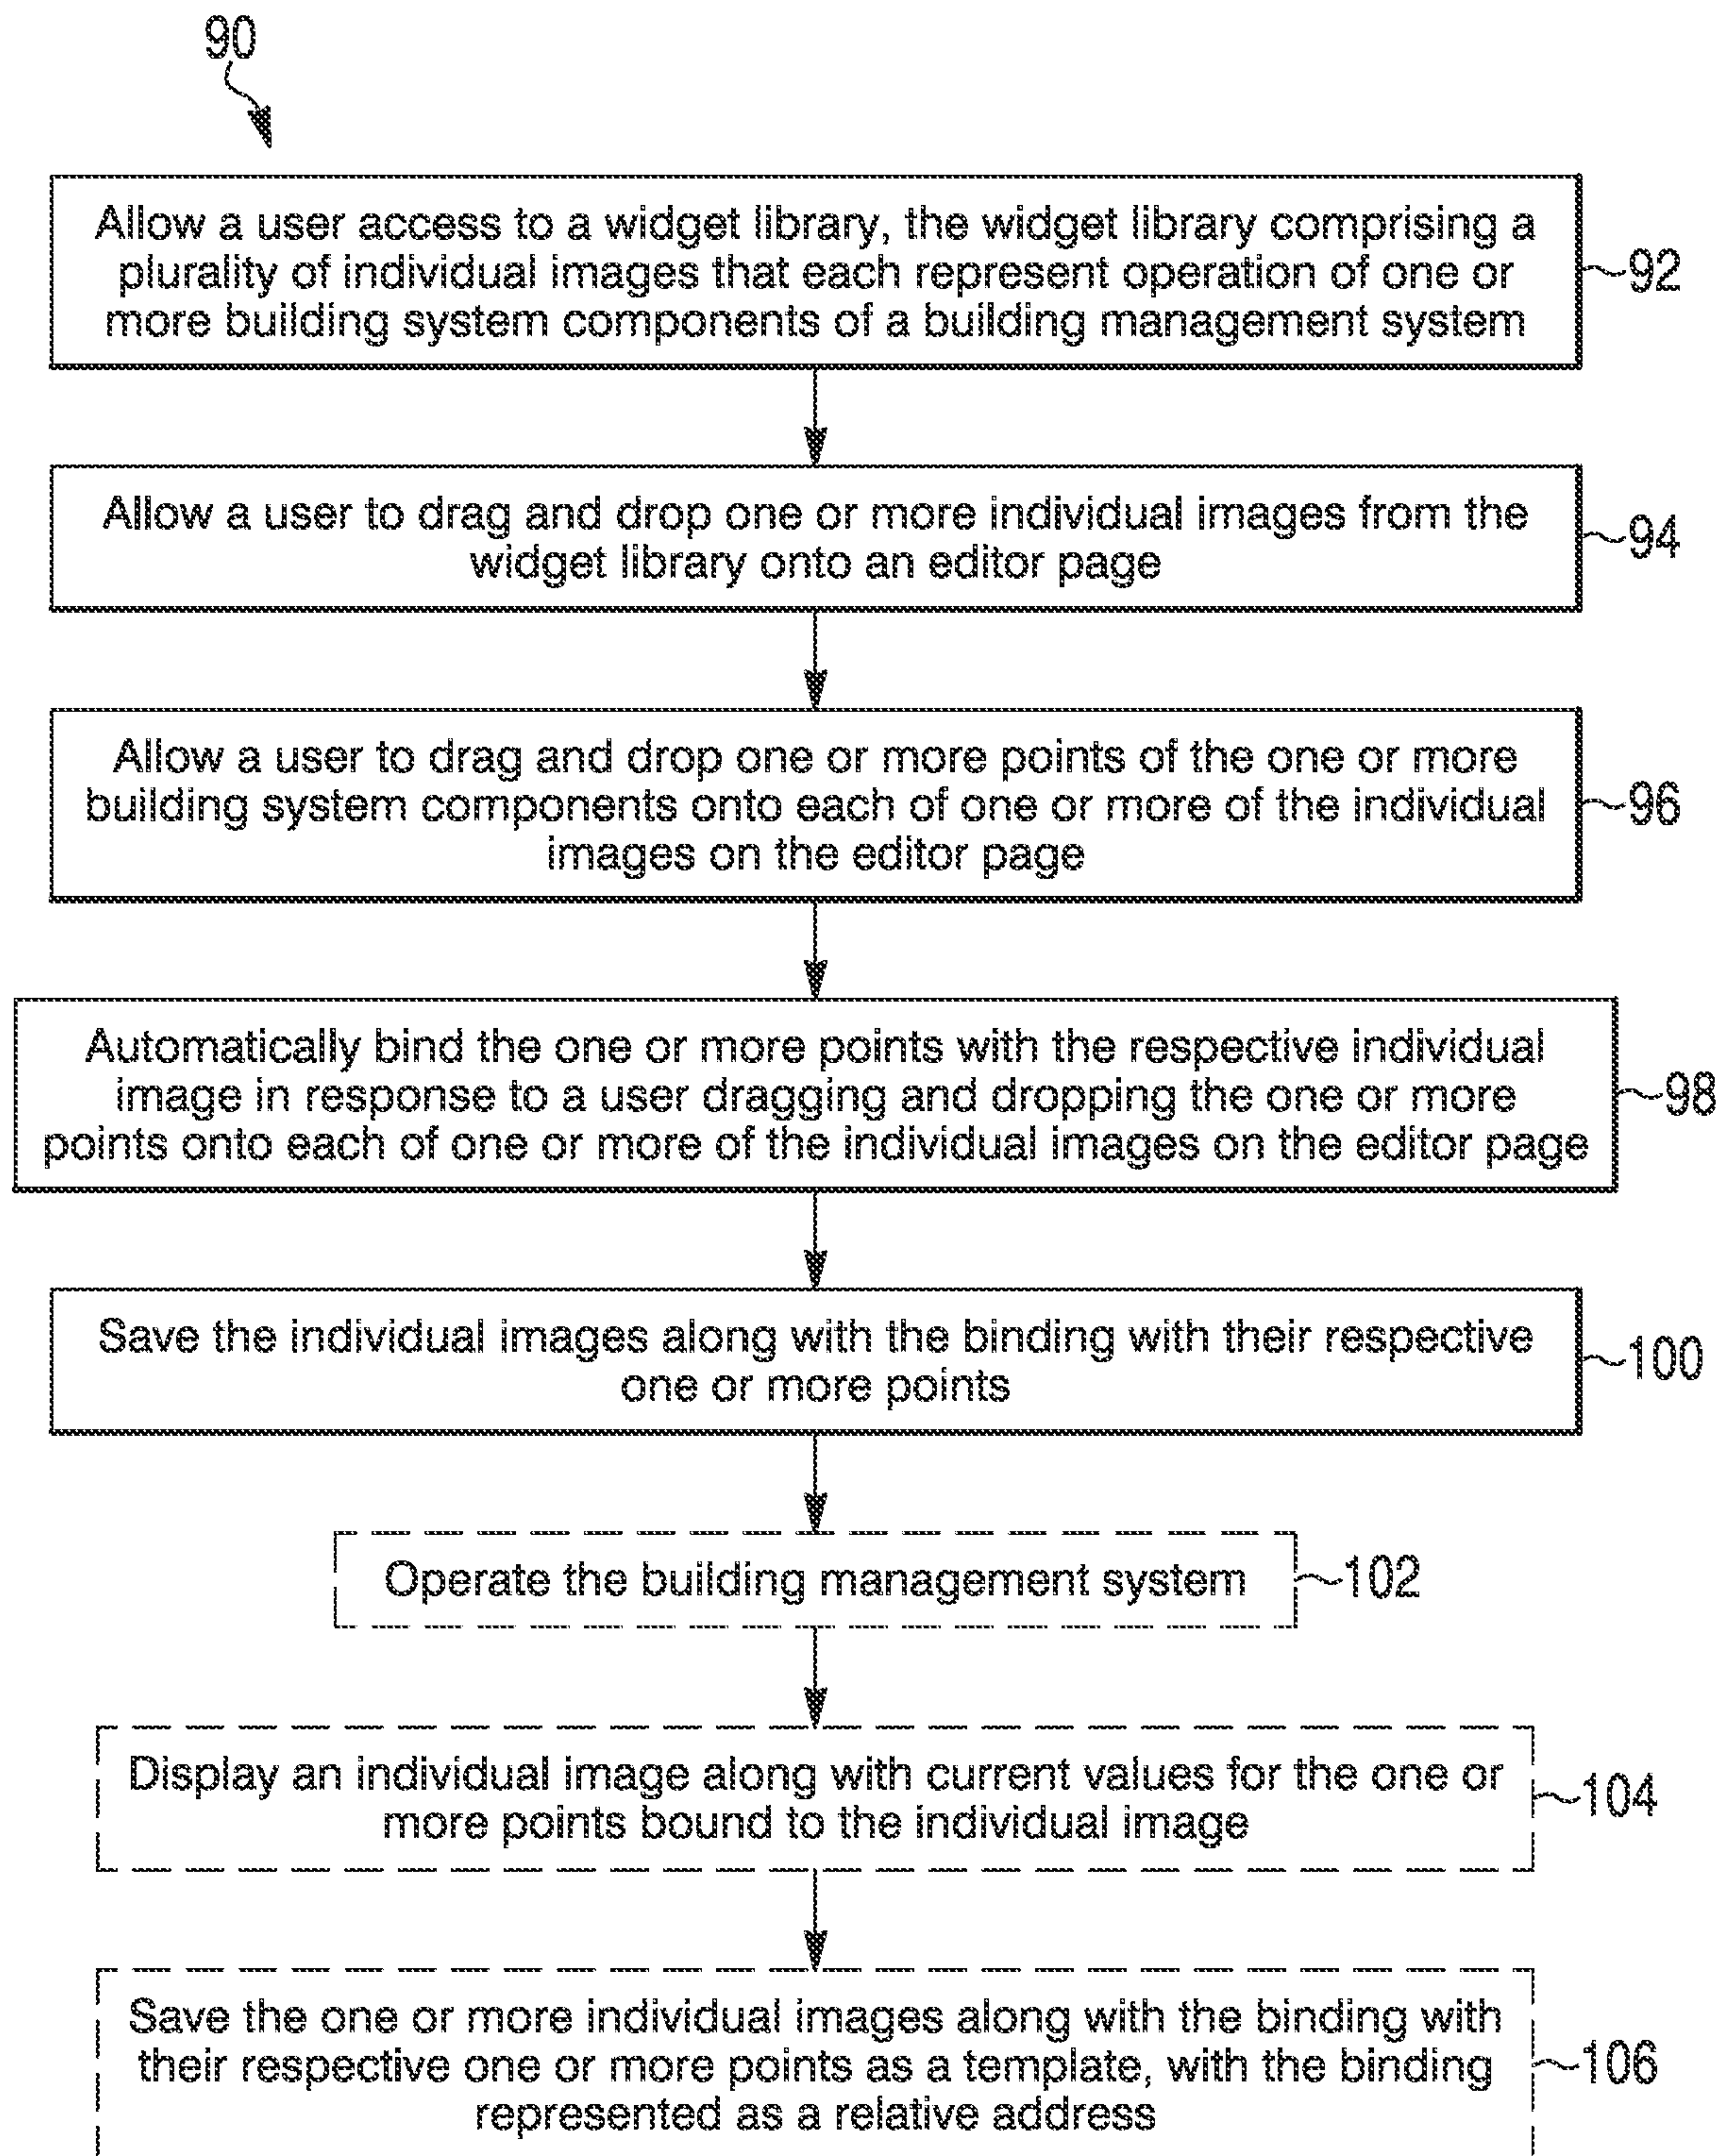 90
Allow a user access to a widget library, the widget library comprising a
plurality of individual images that each represent operation of one or
more building system components of a building management system
92
Allow a user to drag and drop one or more individual images from the
widget library onto an editor page
94
Allow a user to drag and drop one or more points of the one or more
building system components onto each of one or more of the individual
images on the editor page
96
Automatically bind the one or more points with the respective individual
image in response to a user dragging and dropping the one or more
points onto each of one or more of the individual images on the editor page
98
Save the individual images along with the binding with their respective
one or more points
100
Operate the building management system
102
Display an individual image along with current values for the one or
more points bound to the individual image
104
Save the one or more individual images along with the binding with
their respective one or more points as a template, with the binding
represented as a relative address
106